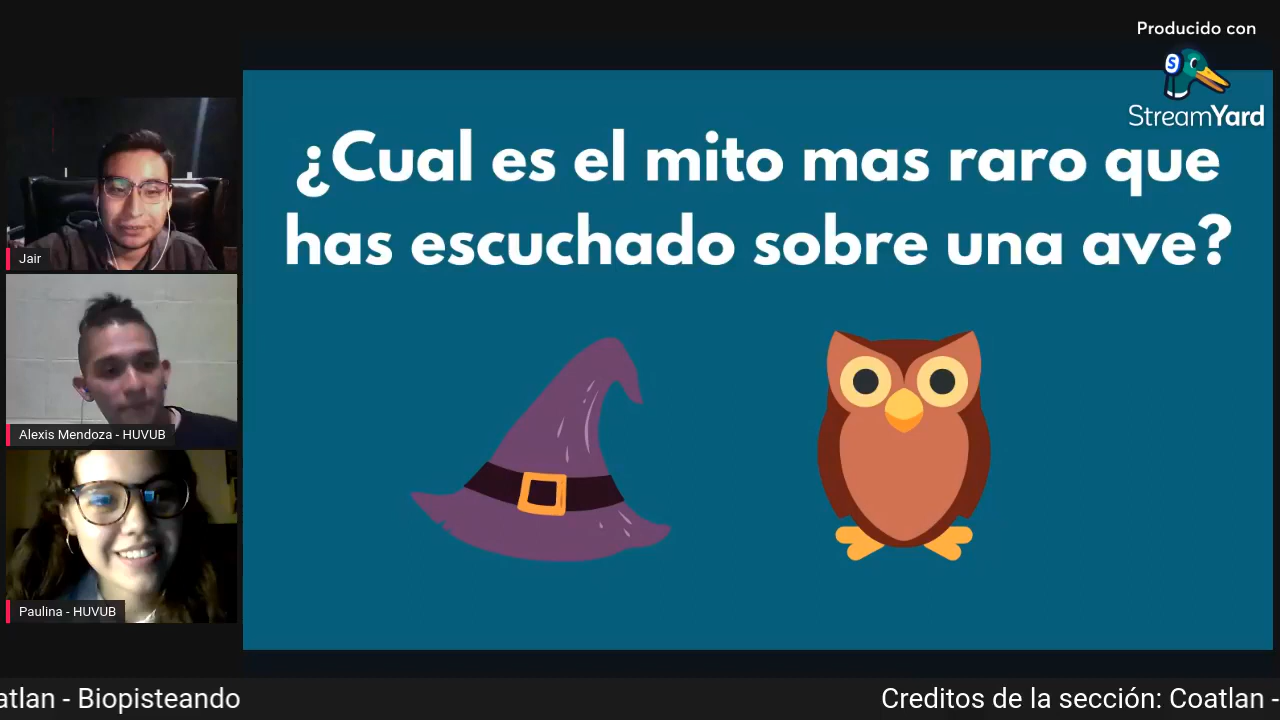 Producido con
S
StreamYard
¿Cual es el mito mas raro que
has escuchado sobre una ave?
Jair
Alexis Mendoza - HUVUB
Paulina - HUVUB
atlan - Biopisteando
Creditos de la sección: Coatlan -